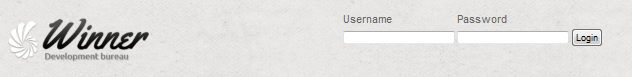 Winner
Development bureau
Username Password
Login